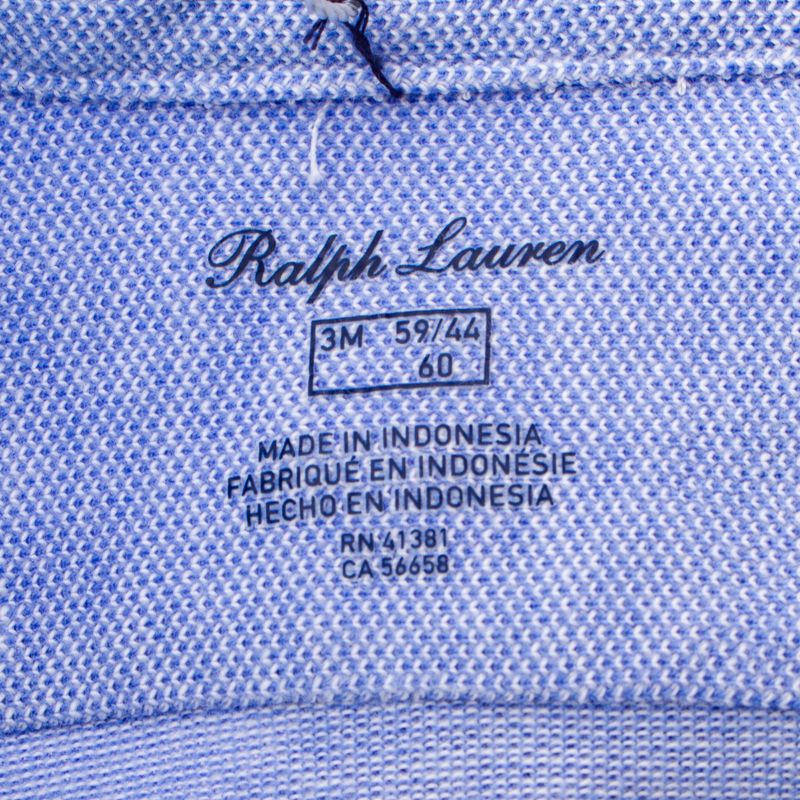 Ralph Lauren
3M 59/44
60
MADE IN INDONESIA
FABRIQUÉ EN INDONÉSIE
HECHO EN INDONESIA
RN 41381
CA 56658